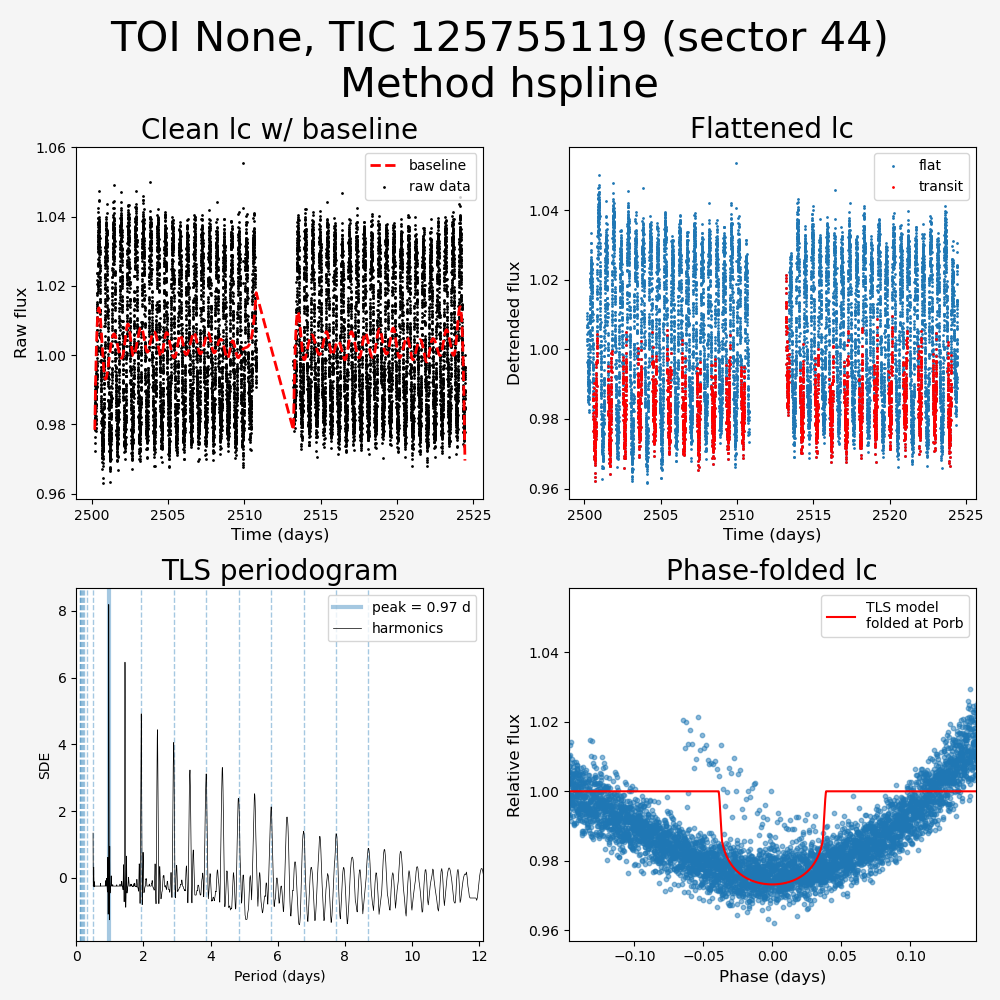 TOI None, TIC 125755119 (sector 44)
Method hspline
Clean lc w/ baseline
Flattened lc
1.06
1.04
1.02
1.00
0.98
0.96
Raw flux
baseline
raw data
2500
2505
2510
2515
2520
2525
Time (days)
1.04
1.02
1.00
0.98
0.96
Detrended flux
flat
transit
2500
2505
2510
2515
2520
2525
Time (days)
TLS periodogram
Phase-folded lc
8
6
4
2
0
SDE
peak = 0.97 d
harmonics
0
2
4
6
8
10
12
Period (days)
1.04
1.02
1.00
0.98
0.96
Relative flux
TLS model
folded at Porb
−0.10
−0.05
0.00
0.05
0.10
Phase (days)